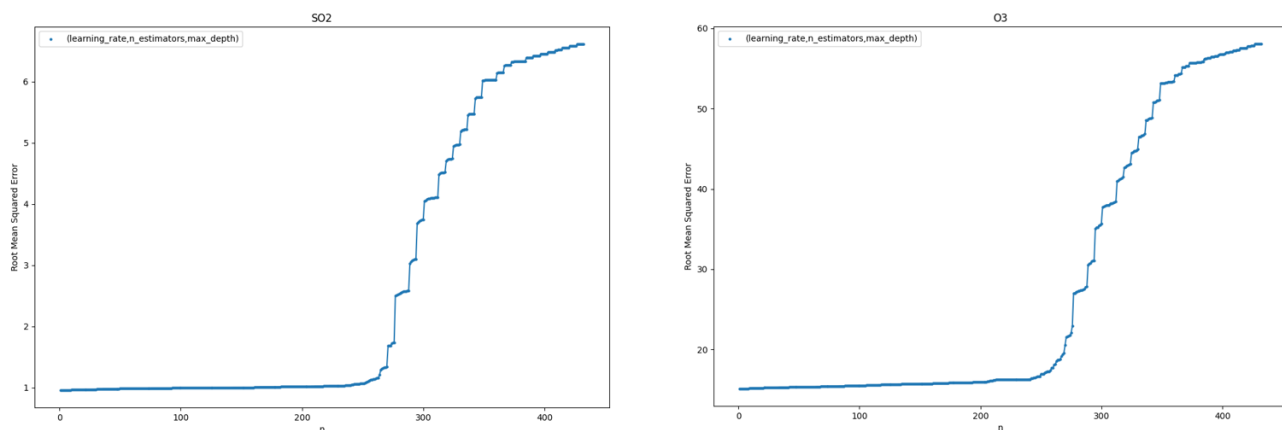 SO2
(learning_rate,n_estimators,max_depth)
Root Mean Squared Error
6
5
4
3
2
1
0
100
200
300
400
n
O3
(learning_rate,n_estimators,max_depth)
Root Mean Squared Error
60
50
40
30
20
0
100
200
300
400
n